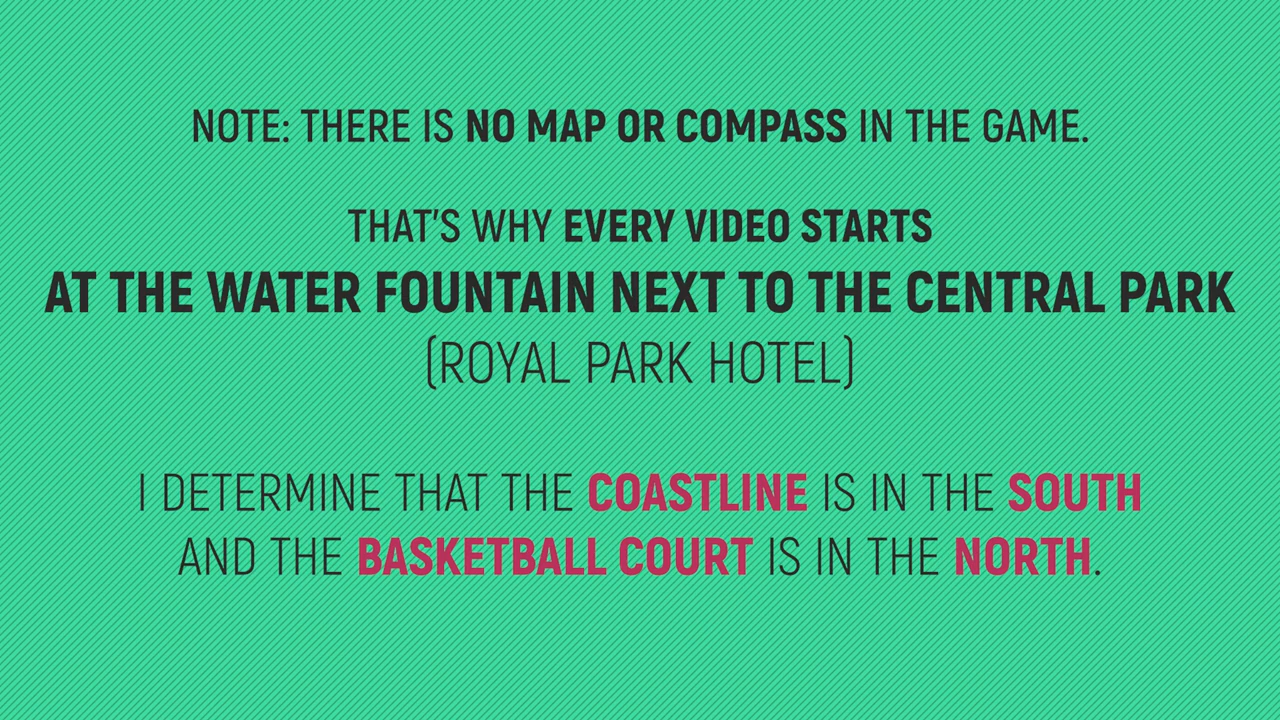 NOTE: THERE IS NO MAP OR COMPASS IN THE GAME.
THAT'S WHY EVERY VIDEO STARTS
AT THE WATER FOUNTAIN NEXT TO THE CENTRAL PARK
(ROYAL PARK HOTEL)
I DETERMINE THAT THE COASTLINE IS IN THE SOUTH
AND THE BASKETBALL COURT IS IN THE NORTH.